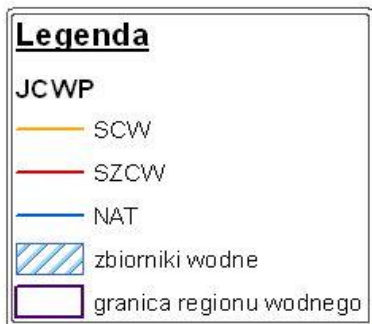 Legenda
JCWP
SCW
SZCW
NAT
zbiorniki wodne
granica regionu wodnego